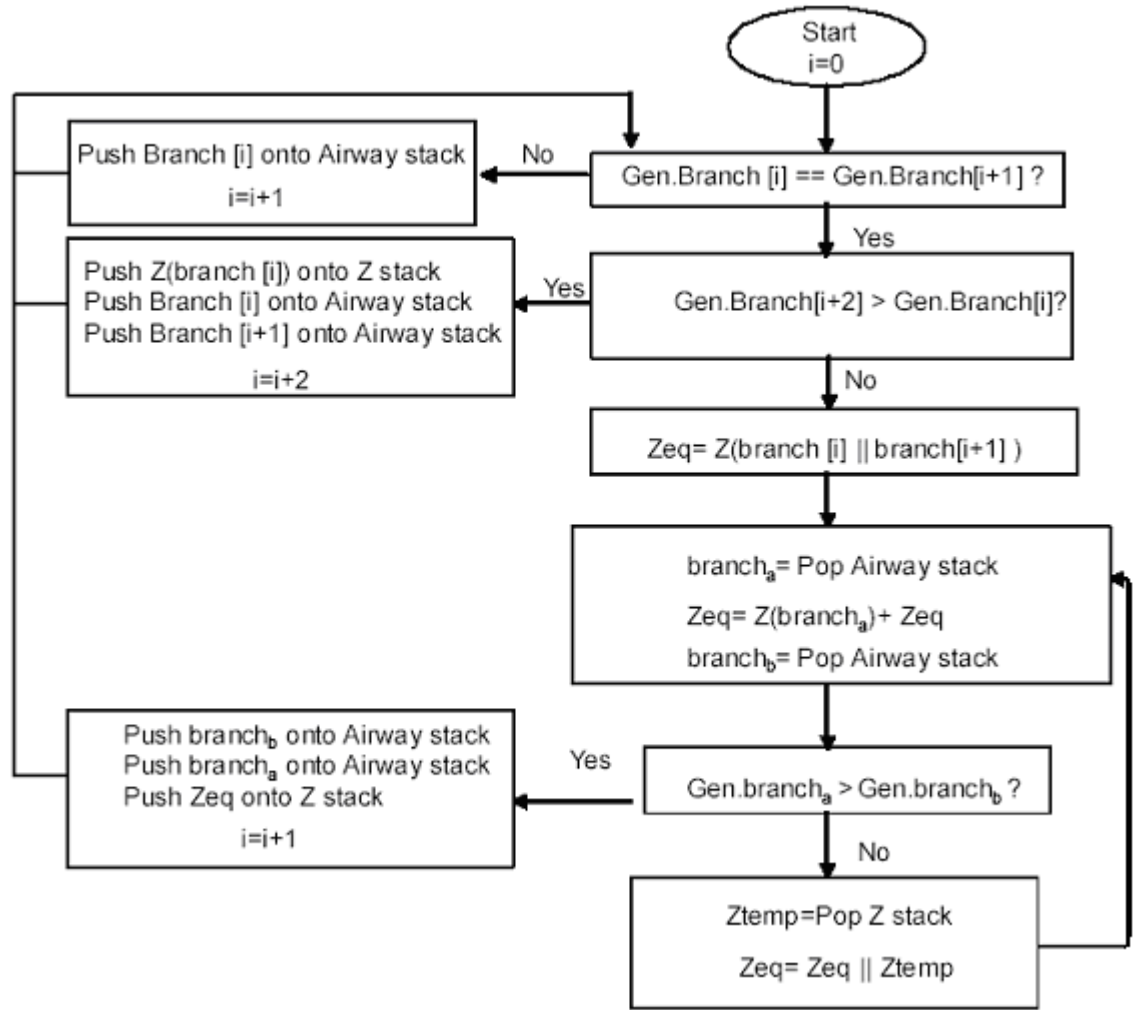 Start
i=0
Push Branch [i] onto Airway stack
i=i+1
No
Gen.Branch [i] == Gen.Branch[i+1] ?
Yes
Push Z(branch [i]) onto Z stack
Push Branch [i] onto Airway stack
Push Branch [i+1] onto Airway stack
i=i+2
Yes
Gen.Branch[i+2] > Gen.Branch[i]?
No
Zeq= Z(branch [i] || branch[i+1] )
branchₐ= Pop Airway stack
Zeq= Z(branchₐ)+ Zeq
branch_b= Pop Airway stack
Push branch_b onto Airway stack
Push branchₐ onto Airway stack
Push Zeq onto Z stack
i=i+1
Yes
Gen.branchₐ > Gen.branch_b ?
No
Ztemp=Pop Z stack
Zeq= Zeq || Ztemp